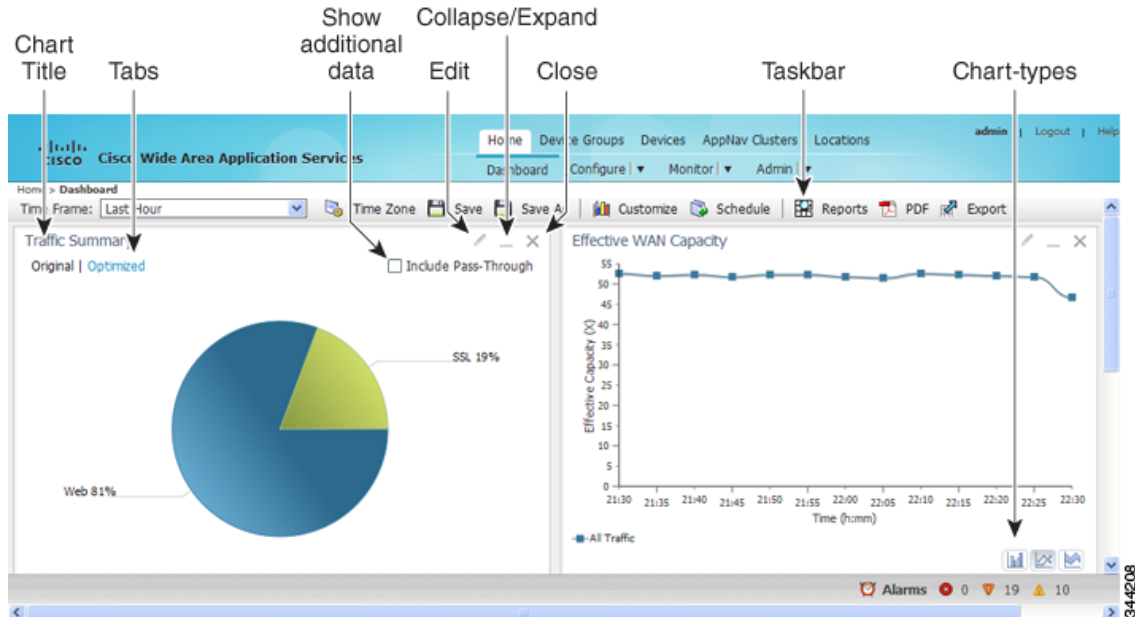 Chart Title
Tabs
Show additional data
Edit
Collapse/Expand
Close
Taskbar
Chart-types
cisco Cisco Wide Area Application Services
Home Device Groups Devices AppNav Clusters Locations
admin | Logout | Help
Dashboard Configure | Monitor | Admin |
Home > Dashboard
Time Frame: Last Hour Time Zone Save Save As | Customize Schedule | Reports PDF Export
Traffic Summary
Original | Optimized
Include Pass-Through
SSL 19%
Web 81%
Effective WAN Capacity
Effective Capacity (X)
55
50
45
40
35
30
25
20
15
10
5
0
21:30 21:35 21:40 21:45 21:50 21:55 22:00 22:05 22:10 22:15 22:20 22:25 22:30
Time (h:mm)
All Traffic
Alarms 0 19 10
344208